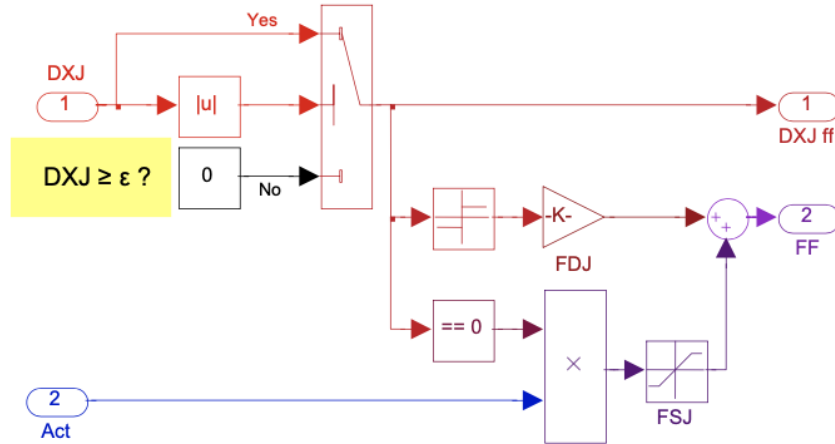 Yes
DXJ
1
|u|
1
DXJ ff
DXJ ≥ ε ?
0
No
-K-
FDJ
+
+
2
FF
== 0
×
FSJ
2
Act